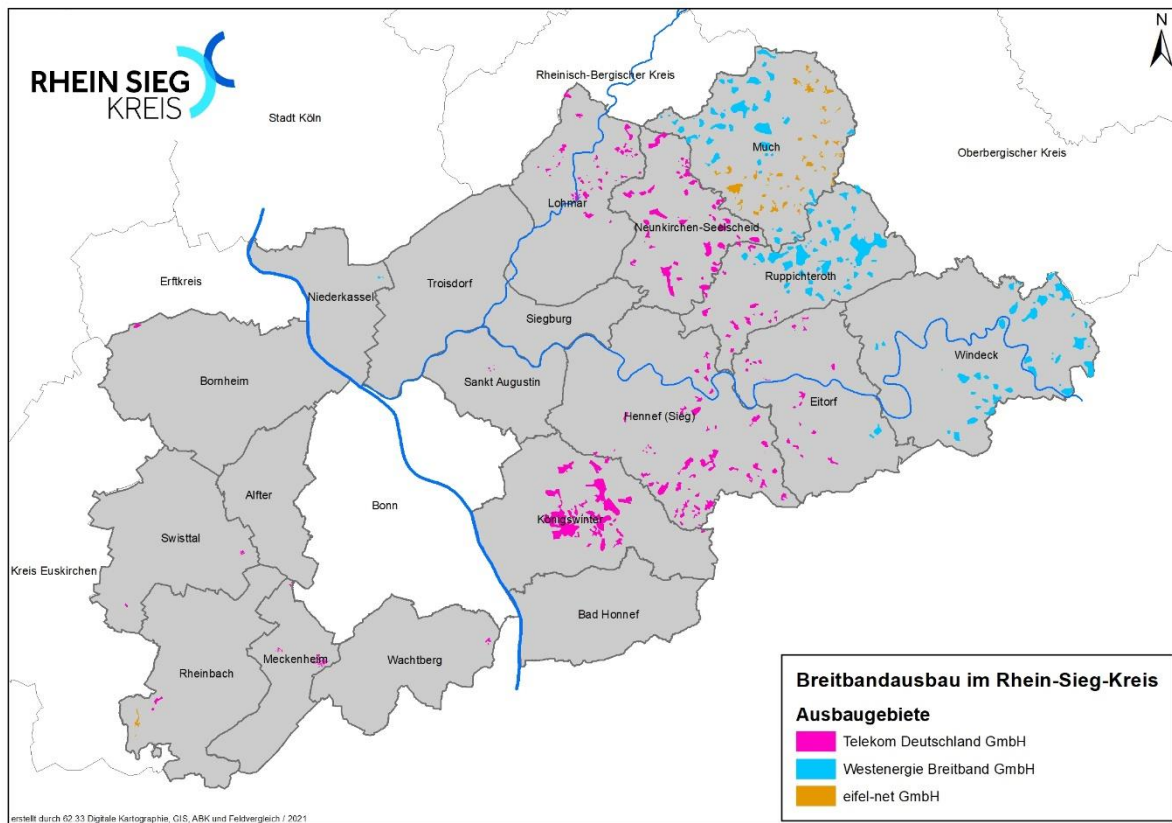 N
RHEIN SIEG
KREIS
Rheinisch-Bergischer Kreis
Stadt Köln
Much
Oberbergischer Kreis
Lohmar
Neunkirchen-Seelscheid
Erftkreis
Niederkassel
Troisdorf
Ruppichteroth
Siegburg
Windeck
Bornheim
Sankt Augustin
Eitorf
Hennef (Sieg)
Alfter
Bonn
Königswinter
Swisttal
Kreis Euskirchen
Bad Honnef
Meckenheim
Wachtberg
Rheinbach
Breitbandausbau im Rhein-Sieg-Kreis
Ausbaugebiete
Telekom Deutschland GmbH
Westenergie Breitband GmbH
eifel-net GmbH
erstellt durch 62.33 Digitale Kartographie, GIS, ABK und Feldvergleich / 2021